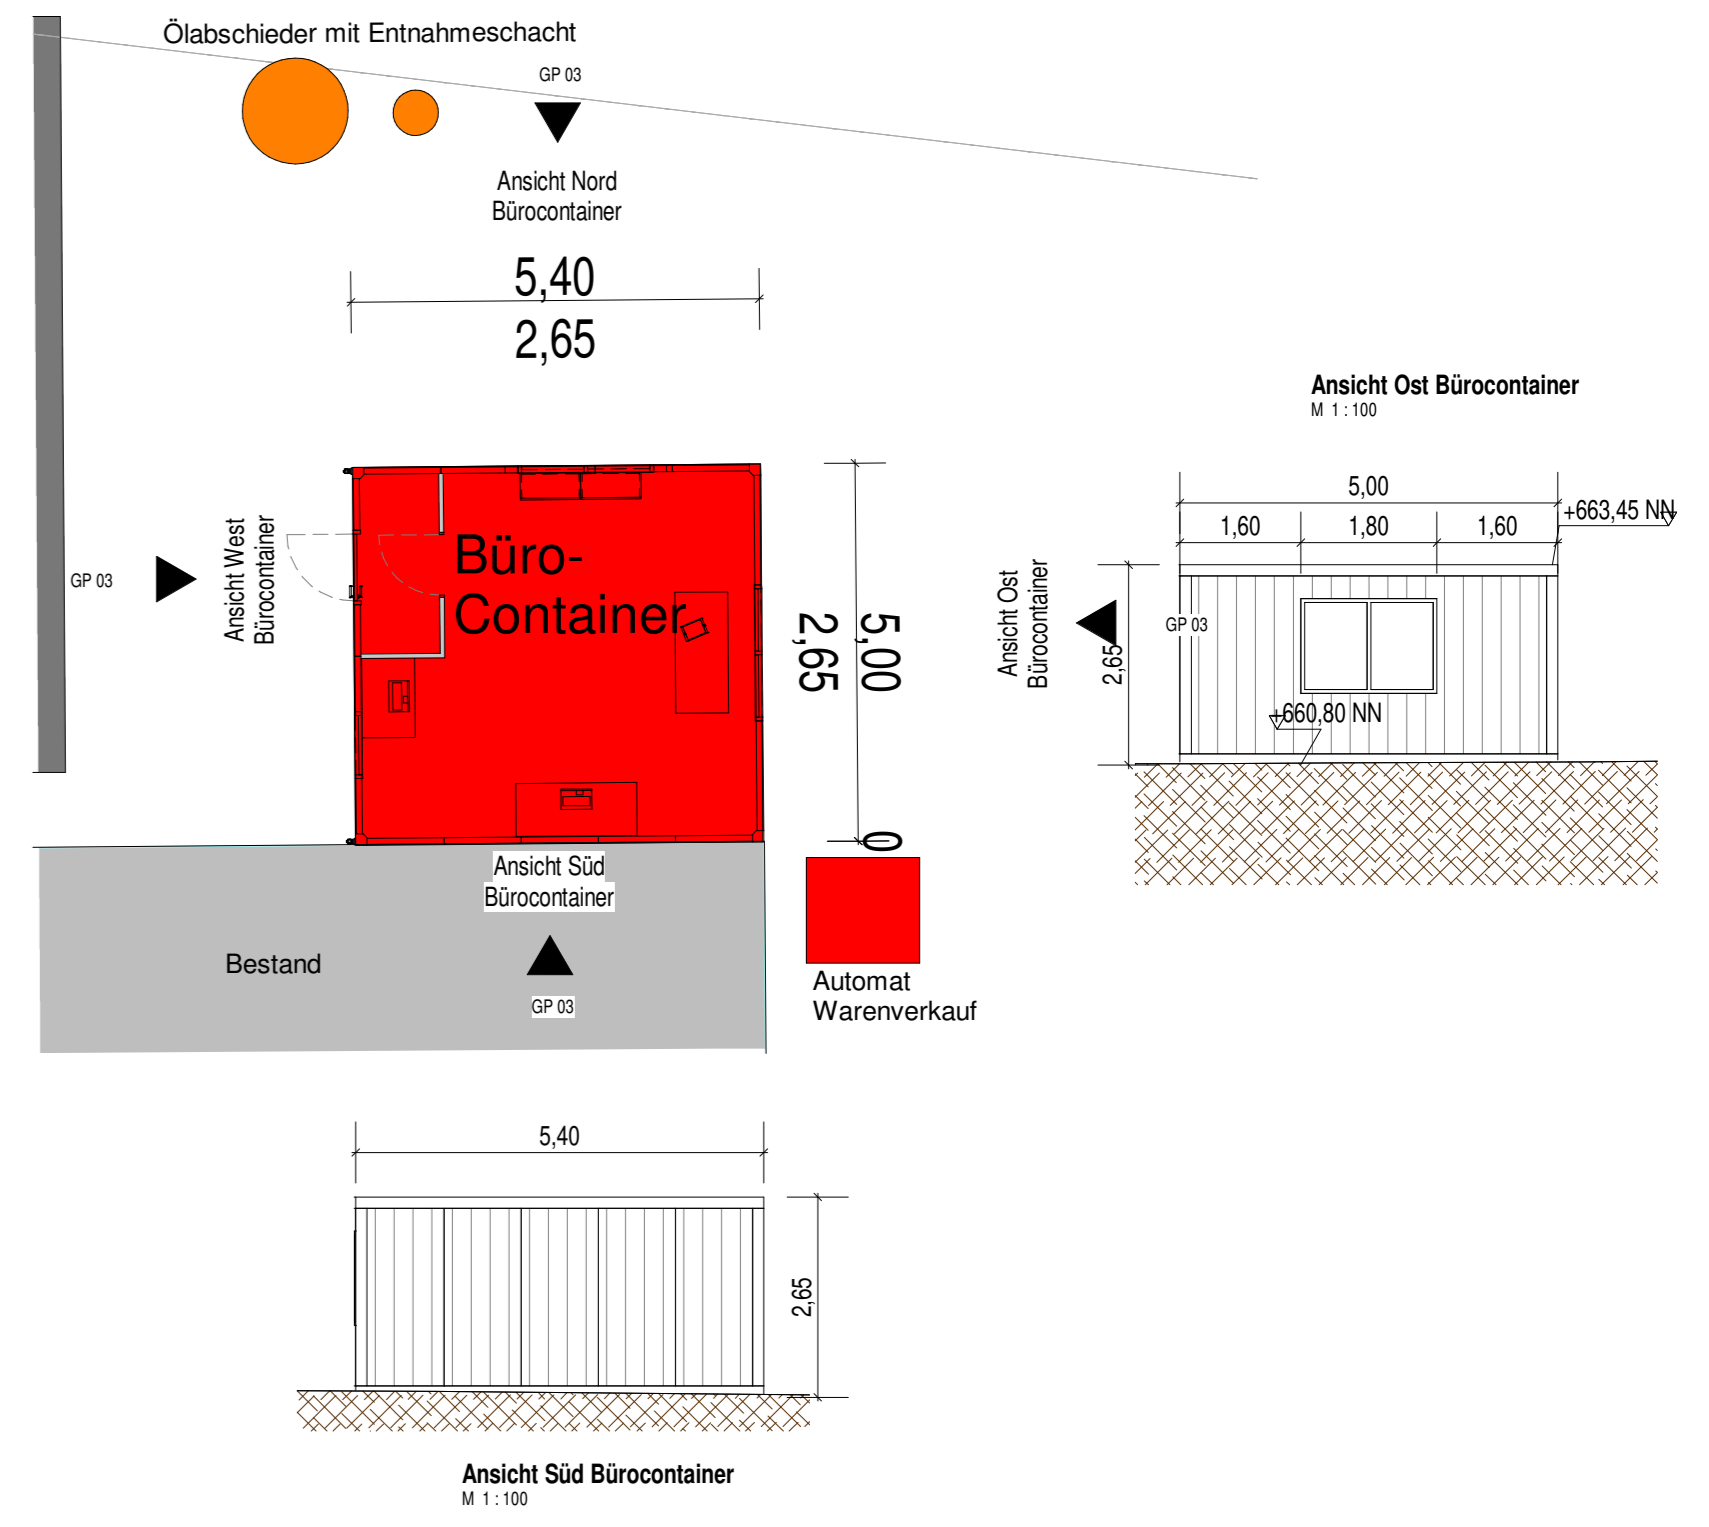 Ölabschieder mit Entnahmeschacht
GP 03
Ansicht Nord
Bürocontainer
5,40
2,65
Ansicht Ost Bürocontainer
M 1 : 100
5,00
+663,45 NN
1,60
1,80
1,60
GP 03
Ansicht West
Bürocontainer
Büro-
Container
5,00
2,65
0
Ansicht Ost
Bürocontainer
GP 03
2,65
+660,80 NN
Ansicht Süd
Bürocontainer
Bestand
GP 03
Automat
Warenverkauf
5,40
2,65
Ansicht Süd Bürocontainer
M 1 : 100